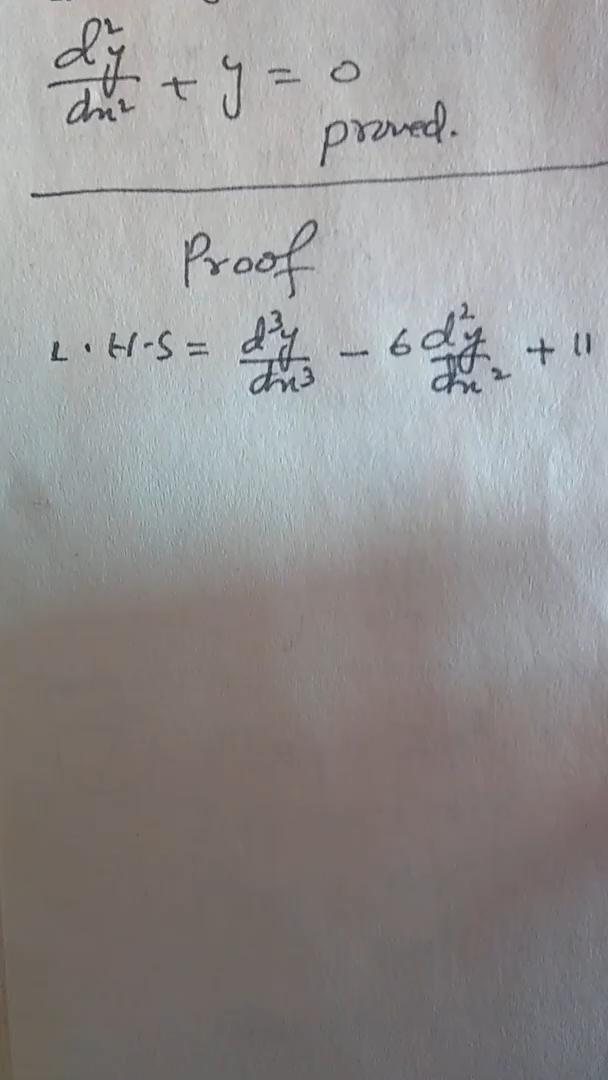 d²y/dx² + y = 0
proved.
Proof
L.H.S = d³y/dx³ - 6 d²y/dx² + 11